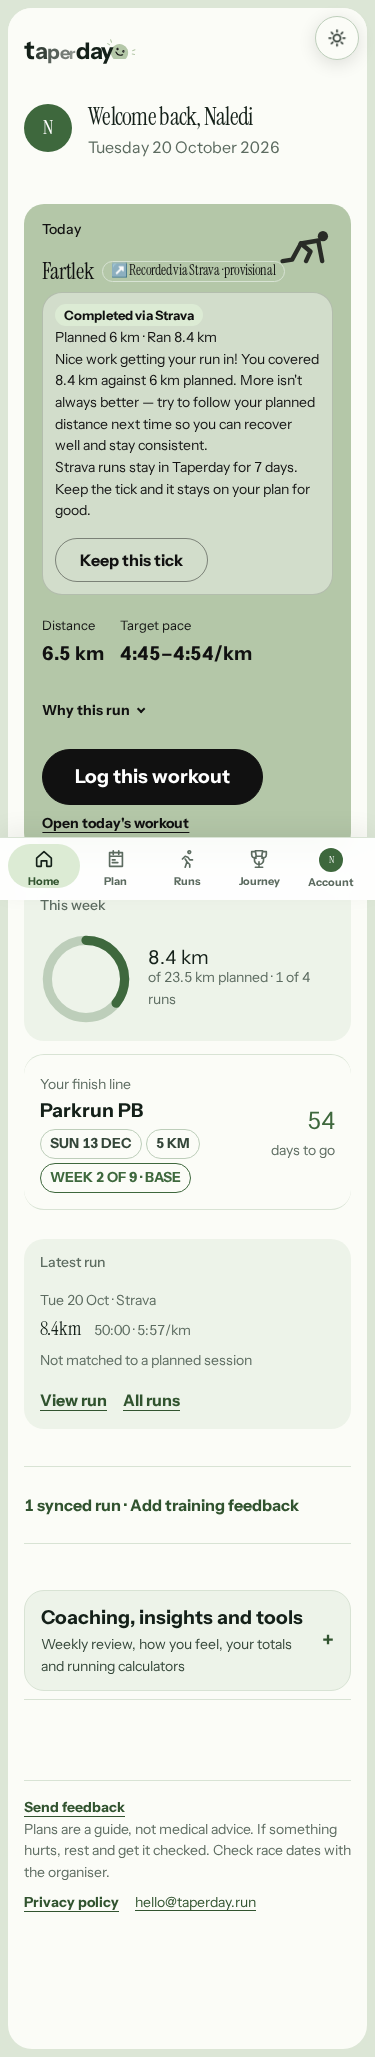 taperday
Welcome back, Naledi
N
Tuesday 20 October 2026
Today
Fartlek
Recorded via Strava · provisional
Completed via Strava
Planned 6 km · Ran 8.4 km
Nice work getting your run in! You covered
8.4 km against 6 km planned. More isn't
always better — try to follow your planned
distance next time so you can recover
well and stay consistent.
Strava runs stay in Taperday for 7 days.
Keep the tick and it stays on your plan for
good.
Keep this tick
Distance
Target pace
6.5 km
4:45–4:54/km
Why this run
Log this workout
Open today's workout
N
Home
Plan
Runs
Journey
Account
This week
8.4 km
of 23.5 km planned · 1 of 4
runs
Your finish line
Parkrun PB
SUN 13 DEC
5 KM
WEEK 2 OF 9 · BASE
54
days to go
Latest run
Tue 20 Oct · Strava
8.4km
50:00 · 5:57/km
Not matched to a planned session
View run
All runs
1 synced run · Add training feedback
Coaching, insights and tools
Weekly review, how you feel, your totals
and running calculators
+
Send feedback
Plans are a guide, not medical advice. If something
hurts, rest and get it checked. Check race dates with
the organiser.
Privacy policy
hello@taperday.run